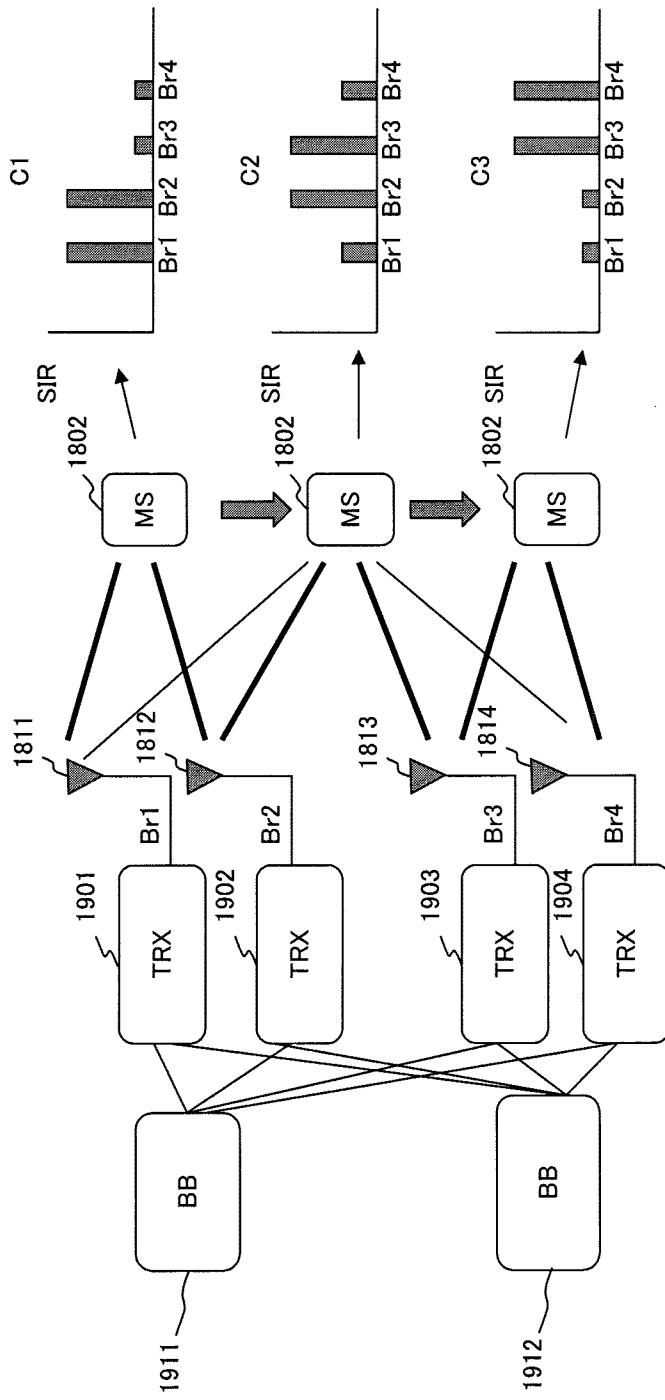 C1
SIR
Br1 Br2 Br3 Br4
C2
SIR
Br1 Br2 Br3 Br4
C3
SIR
Br1 Br2 Br3 Br4
1802
MS
1802
MS
1802
MS
1811
1812
1813
1814
Br1
Br2
Br3
Br4
1901
TRX
1902
TRX
1903
TRX
1904
TRX
BB
1911
BB
1912